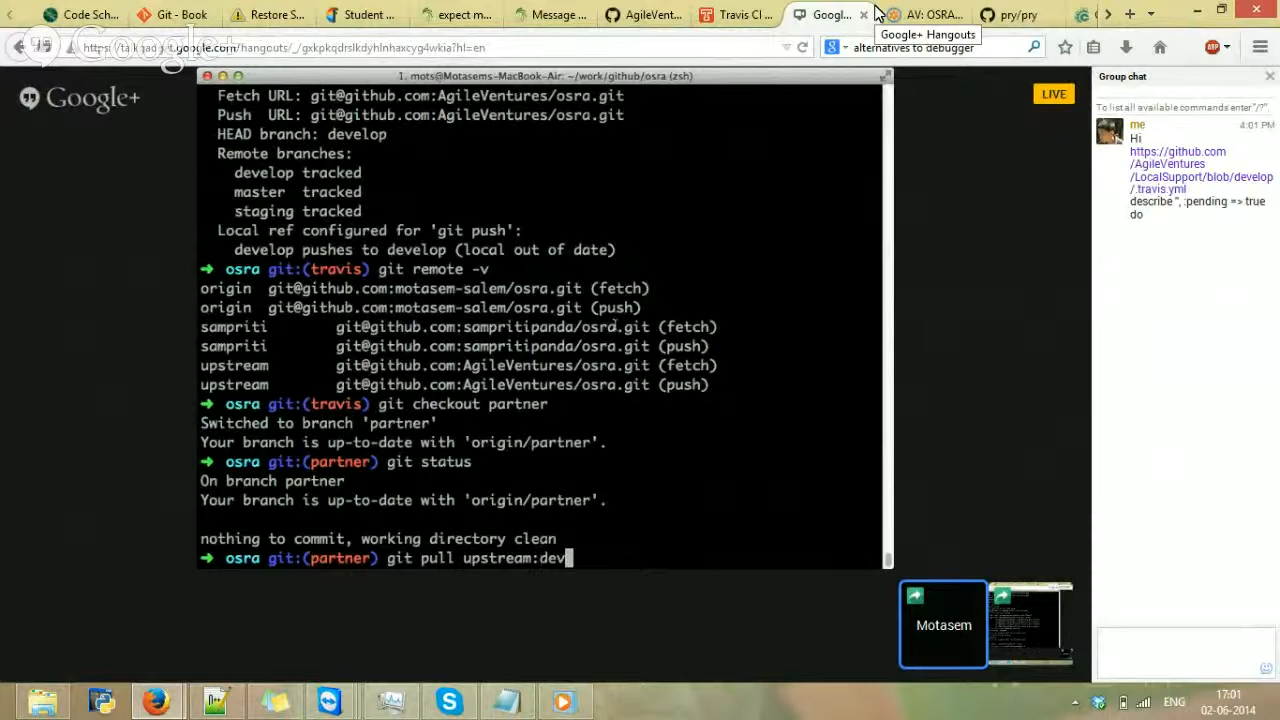 sched
Git - Book
Restore S...
Student ...
expect m...
Message ...
AgileVent...
Travis CI ...
Googl...
AV: OSRA...
pry/pry
Google+ Hangouts
.google.com/hangouts/_/gxkpkqdrslkdyhlnhaxcyg4wkia?hl=en
alternatives to debugger
ABP
Google+
1. mots@Motasems-MacBook-Air: ~/work/github/osra (zsh)
Fetch URL: git@github.com:AgileVentures/osra.git
Push URL: git@github.com:AgileVentures/osra.git
HEAD branch: develop
Remote branches:
develop tracked
master tracked
staging tracked
Local ref configured for 'git push':
develop pushes to develop (local out of date)
➜ osra git:(travis) git remote -v
origin git@github.com:motasem-salem/osra.git (fetch)
origin git@github.com:motasem-salem/osra.git (push)
sampriti git@github.com:sampritipanda/osra.git (fetch)
sampriti git@github.com:sampritipanda/osra.git (push)
upstream git@github.com:AgileVentures/osra.git (fetch)
upstream git@github.com:AgileVentures/osra.git (push)
➜ osra git:(travis) git checkout partner
Switched to branch 'partner'
Your branch is up-to-date with 'origin/partner'.
➜ osra git:(partner) git status
On branch partner
Your branch is up-to-date with 'origin/partner'.
nothing to commit, working directory clean
➜ osra git:(partner) git pull upstream:dev
LIVE
Group chat
To list all available commands enter "/?".
me 4:01 PM
Hi
https://github.com
/AgileVentures
/LocalSupport/blob/develop
/.travis.yml
describe '', :pending => true
do
Motasem
ENG
17:01
02-06-2014